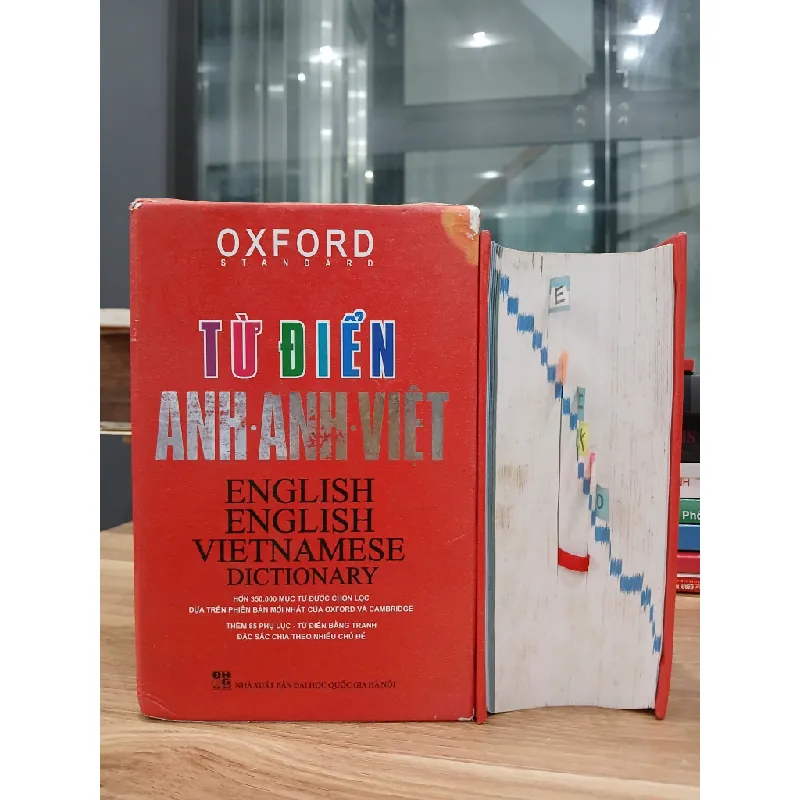 OXFORD
STANDARD
TỪ ĐIỂN
ANH·ANH·VIỆT
ENGLISH
ENGLISH
VIETNAMESE
DICTIONARY
HƠN 350.000 MỤC TỪ ĐƯỢC CHỌN LỌC
DỰA TRÊN PHIÊN BẢN MỚI NHẤT CỦA OXFORD VÀ CAMBRIDGE
THÊM 85 PHỤ LỤC - TỪ ĐIỂN BẰNG TRANH
ĐẶC SẮC CHIA THEO NHIỀU CHỦ ĐỀ
NHÀ XUẤT BẢN ĐẠI HỌC QUỐC GIA HÀ NỘI
E
E
K
D